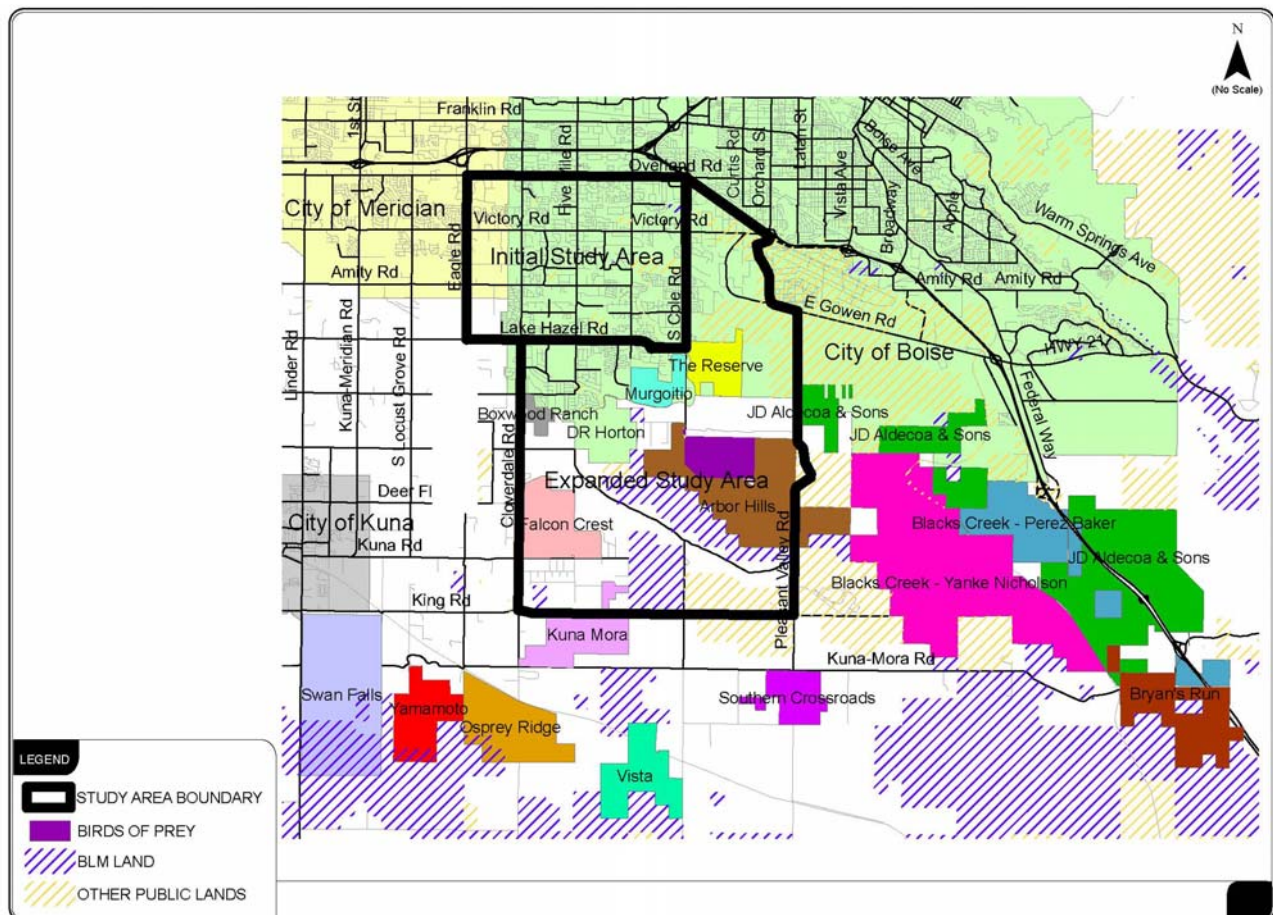 N
(No Scale)
Franklin Rd
1st St
Five Mile Rd
Overland Rd
Curtis Rd
Orchard St
Latah St
Vista Ave
Broadway
Boise Ave
Apple
Warm Springs Ave
City of Meridian
Victory Rd
Victory Rd
Initial Study Area
Eagle Rd
Amity Rd
Amity Rd
Amity Rd
S Cole Rd
E Gowen Rd
Lake Hazel Rd
City of Boise
HWY 21
Linder Rd
Kuna-Meridian Rd
S Locust Grove Rd
The Reserve
Murgoitio
Federal Way
Boxwood Ranch
DR Horton
JD Aldecoa & Sons
JD Aldecoa & Sons
Cloverdale Rd
Expanded Study Area
Deer Fl
Arbor Hills
City of Kuna
Falcon Crest
Blacks Creek - Perez Baker
Kuna Rd
JD Aldecoa & Sons
Pleasant Valley Rd
Blacks Creek - Yanke Nicholson
King Rd
Kuna Mora
Kuna-Mora Rd
Swan Falls
Yamamoto
Osprey Ridge
Southern Crossroads
Bryan's Run
Vista
LEGEND
STUDY AREA BOUNDARY
BIRDS OF PREY
BLM LAND
OTHER PUBLIC LANDS